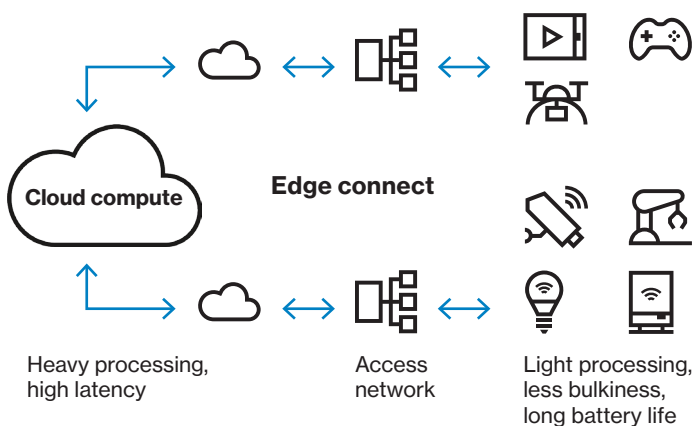 Cloud compute
Edge connect
Heavy processing,
high latency
Access
network
Light processing,
less bulkiness,
long battery life